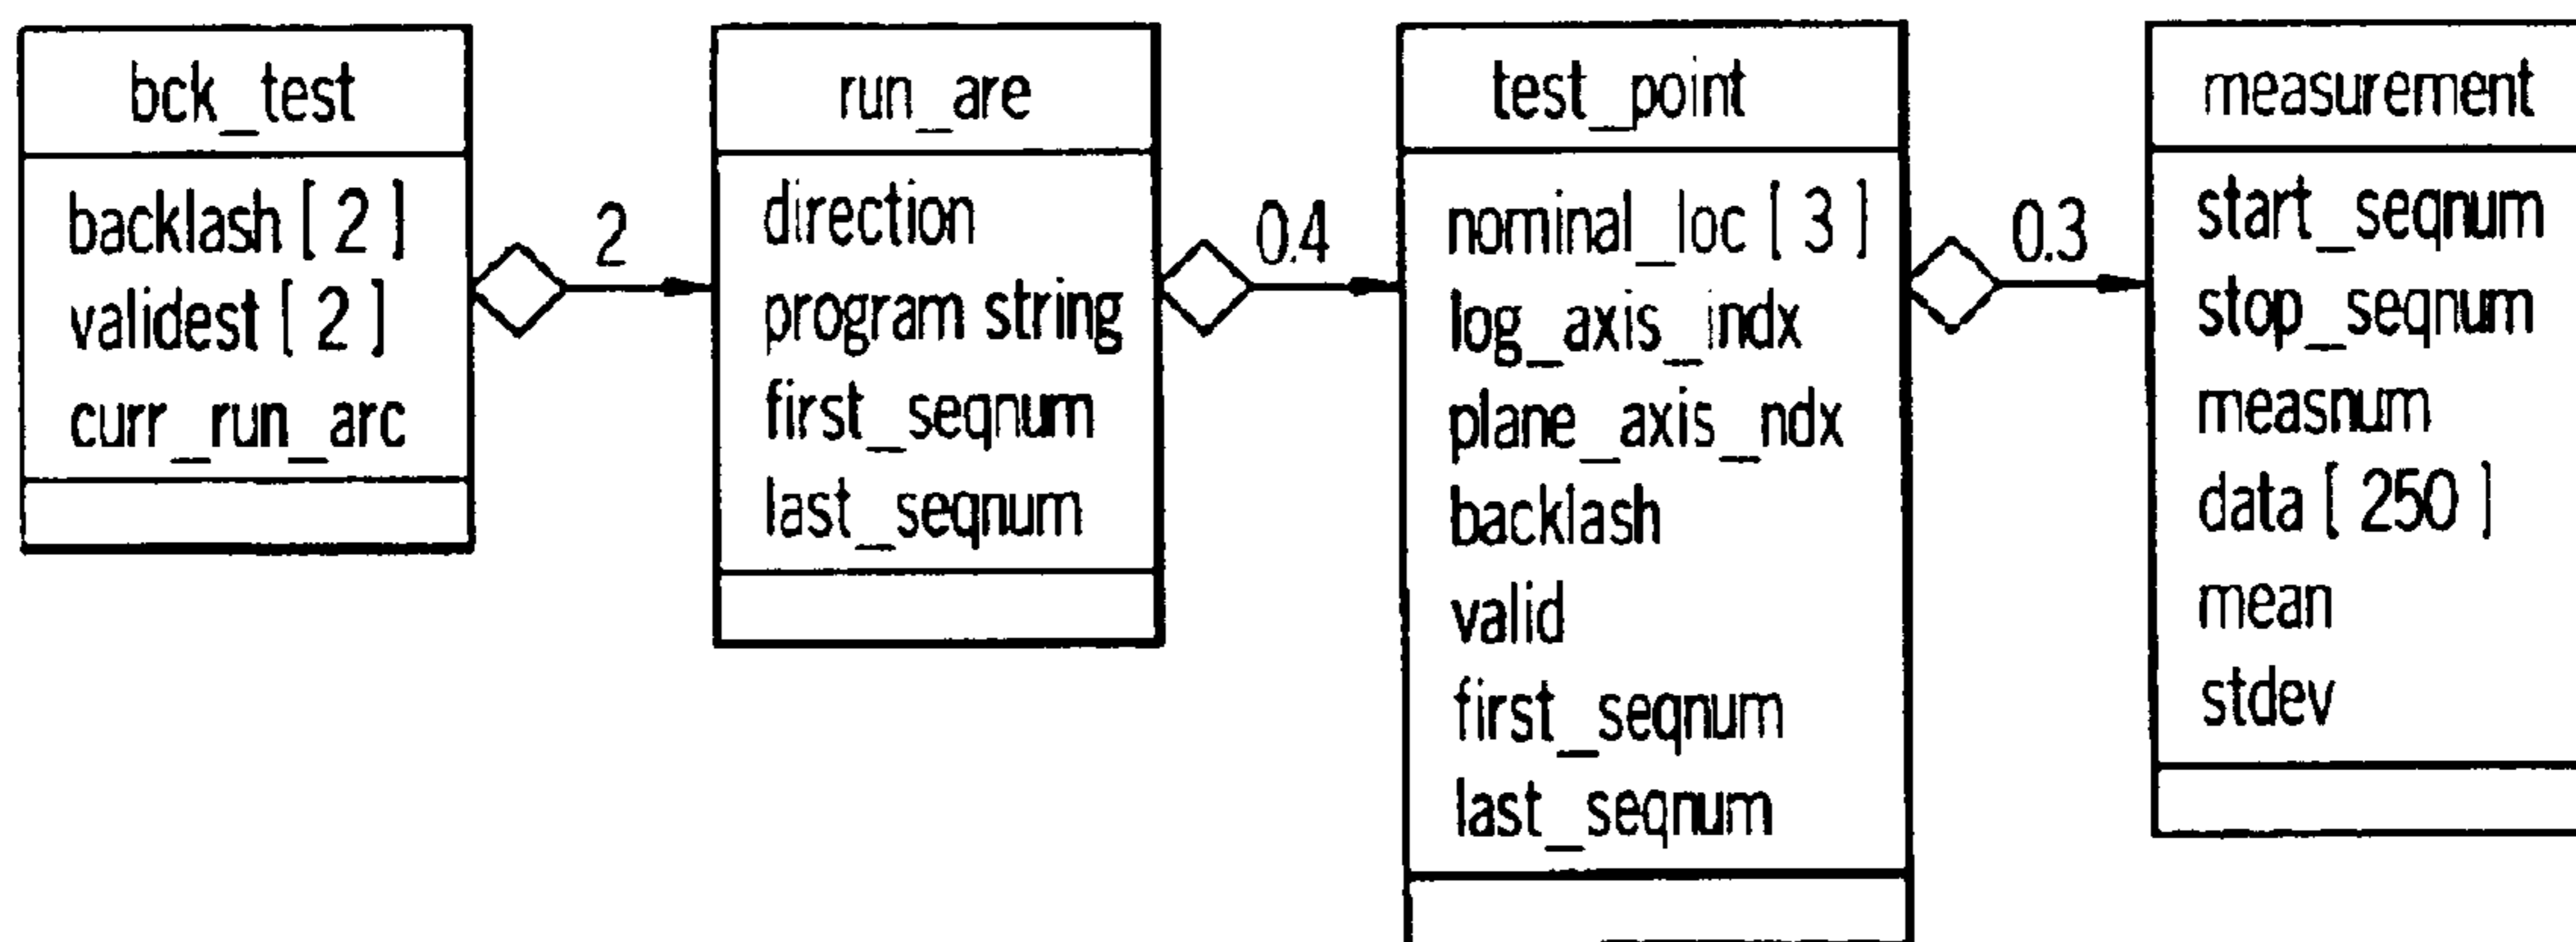 bck_test
backlash [ 2 ]
validest [ 2 ]
curr_run_arc
2
run_are
direction
program string
first_seqnum
last_seqnum
0.4
test_point
nominal_loc [ 3 ]
log_axis_indx
plane_axis_ndx
backlash
valid
first_seqnum
last_seqnum
0.3
measurement
start_seqnum
stop_seqnum
measnum
data [ 250 ]
mean
stdev